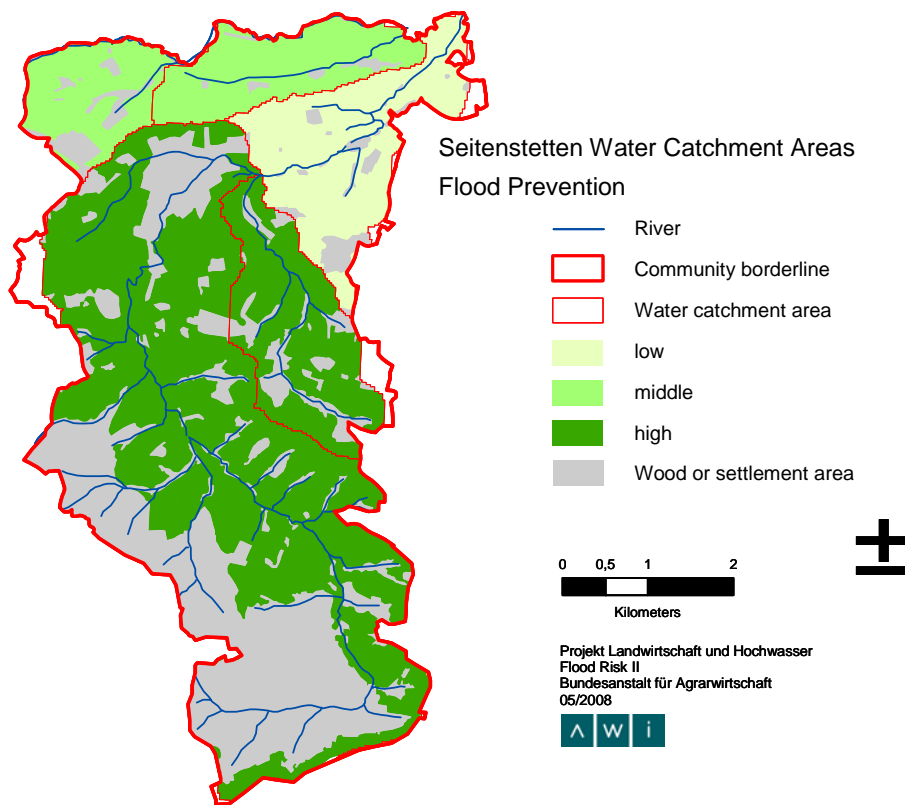 Seitenstetten Water Catchment Areas
Flood Prevention
River
Community borderline
Water catchment area
low
middle
high
Wood or settlement area
0 0,5 1 2
Kilometers
Projekt Landwirtschaft und Hochwasser
Flood Risk II
Bundesanstalt für Agrarwirtschaft
05/2008
ʌ w i